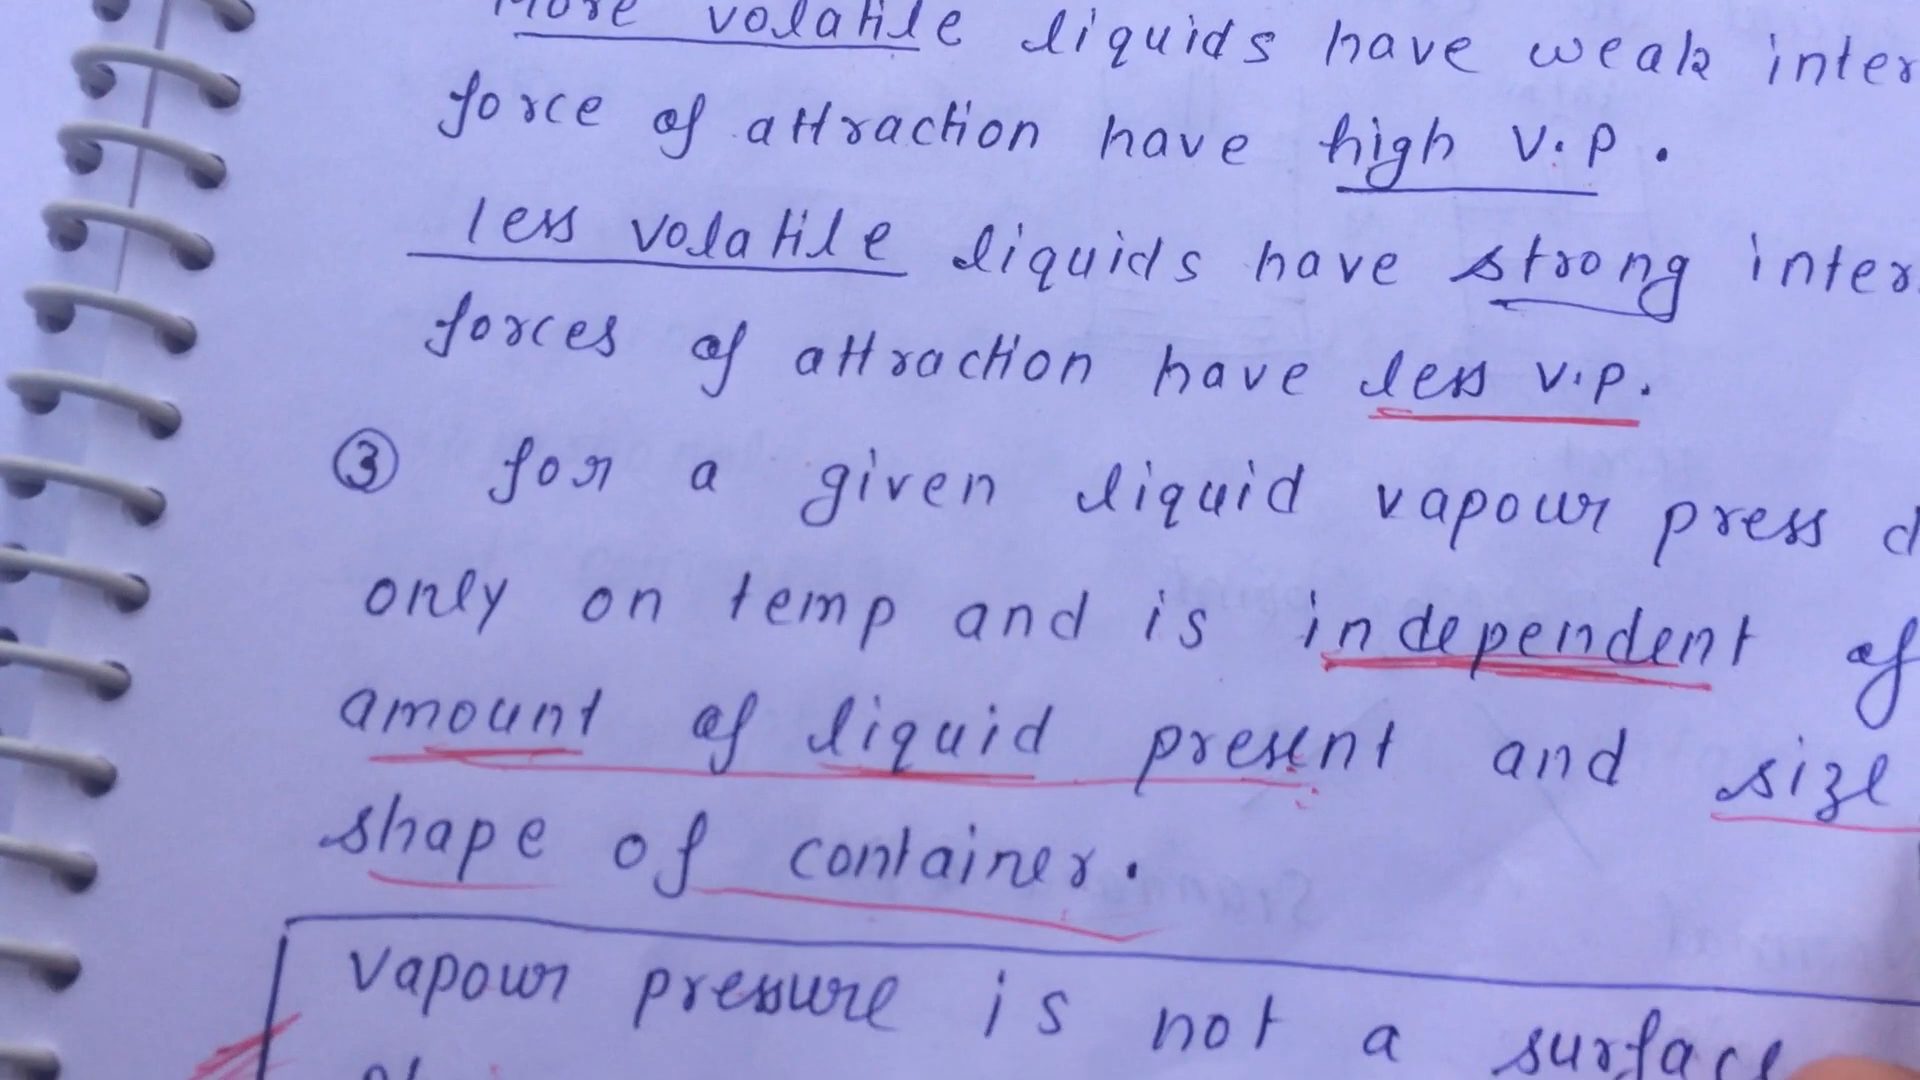 More volatile liquids have weak inter
force of attraction have high V.P.
less volatile liquids have strong inter
forces of attraction have less V.P.
③ for a given liquid vapour press d
only on temp and is independent of
amount of liquid present and size
shape of container.
Vapour pressure is not a surface